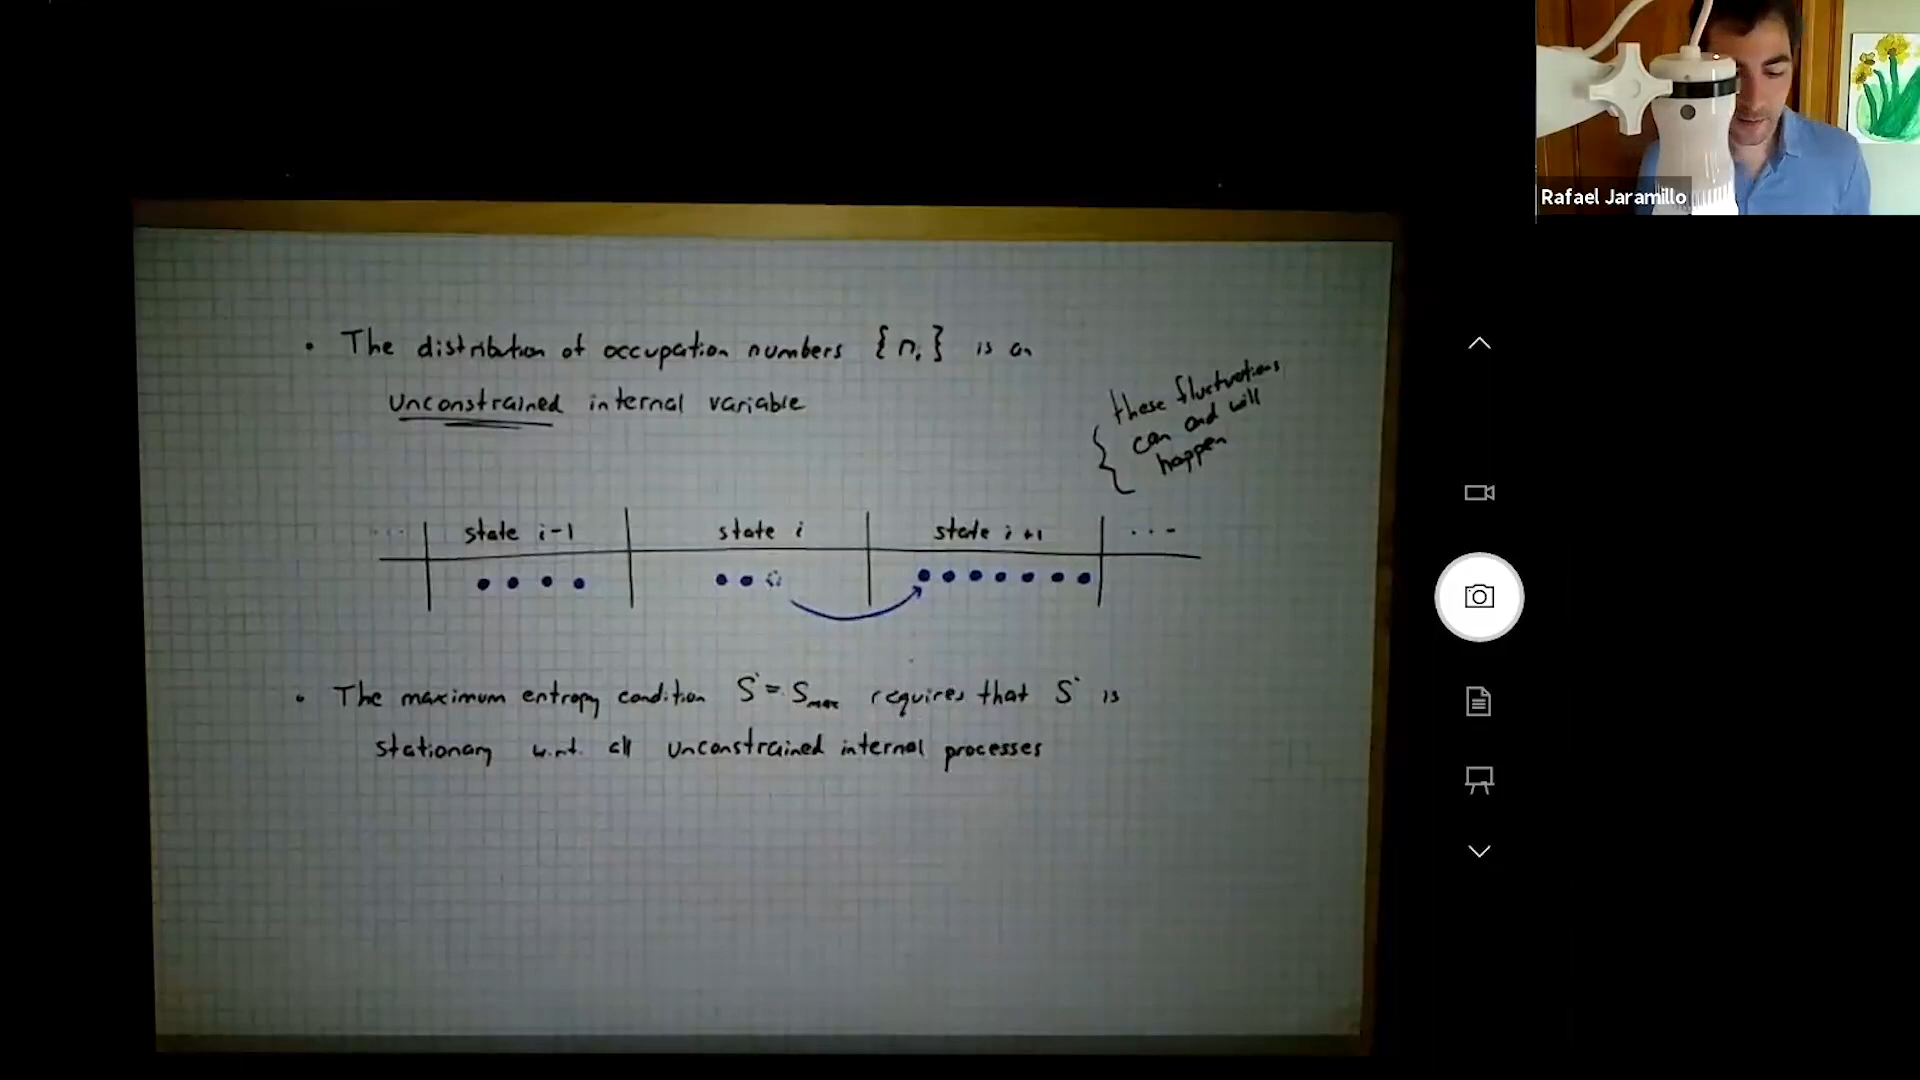 Rafael Jaramillo
• The distribution of occupation numbers {nᵢ} is an
unconstrained internal variable
these fluctuations
can and will
happen
... state i-1 state i state i+1 ...
• The maximum entropy condition S = Smax requires that S is
stationary w.r.t. all unconstrained internal processes